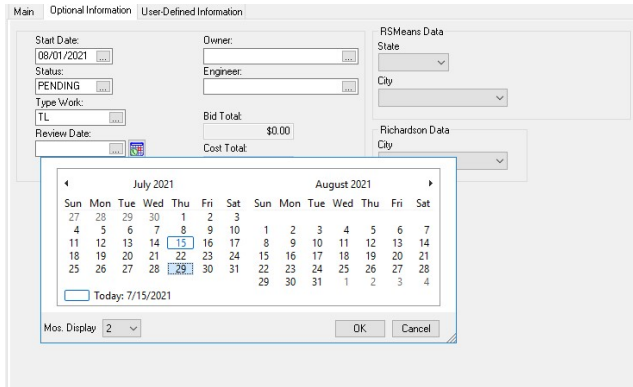 Main Optional Information User-Defined Information
Start Date:
08/01/2021 ...
Status:
PENDING ...
Type Work:
TL ...
Review Date:
...
Owner:
...
Engineer:
...
Bid Total:
$0.00
Cost Total:
RSMeans Data
State
City
Richardson Data
City
July 2021
Sun Mon Tue Wed Thu Fri Sat
27 28 29 30 1 2 3
4 5 6 7 8 9 10
11 12 13 14 15 16 17
18 19 20 21 22 23 24
25 26 27 28 29 30 31
August 2021
Sun Mon Tue Wed Thu Fri Sat
1 2 3 4 5 6 7
8 9 10 11 12 13 14
15 16 17 18 19 20 21
22 23 24 25 26 27 28
29 30 31 1 2 3 4
Today: 7/15/2021
Mos. Display 2
OK Cancel